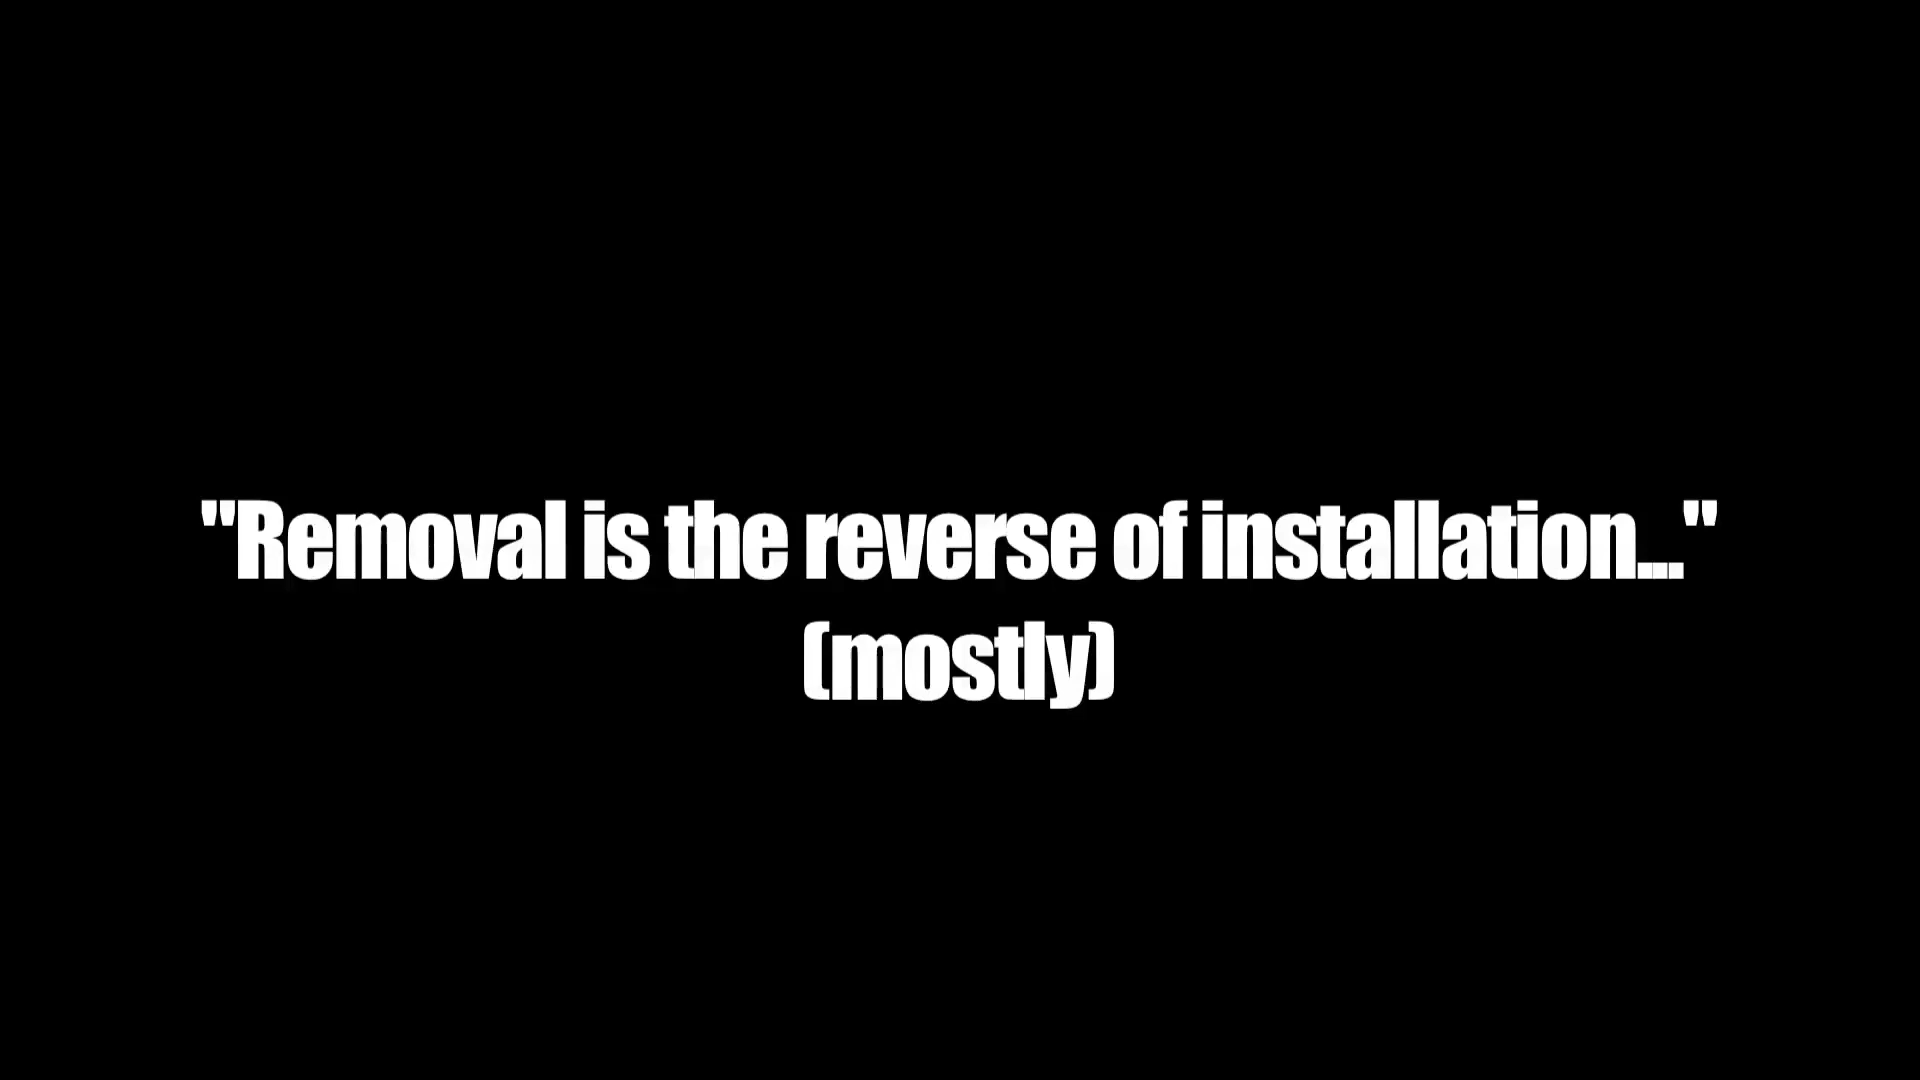 "Removal is the reverse of installation..."
(mostly)